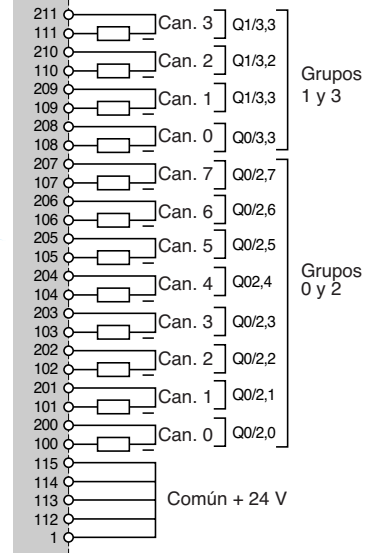 211
111 Can. 3 Q1/3,3
210
110 Can. 2 Q1/3,2
209
109 Can. 1 Q1/3,3
208
108 Can. 0 Q0/3,3
Grupos
1 y 3
207
107 Can. 7 Q0/2,7
206
106 Can. 6 Q0/2,6
205
105 Can. 5 Q0/2,5
204
104 Can. 4 Q02,4
203
103 Can. 3 Q0/2,3
202
102 Can. 2 Q0/2,2
201
101 Can. 1 Q0/2,1
200
100 Can. 0 Q0/2,0
Grupos
0 y 2
115
114
113 Común + 24 V
112
1